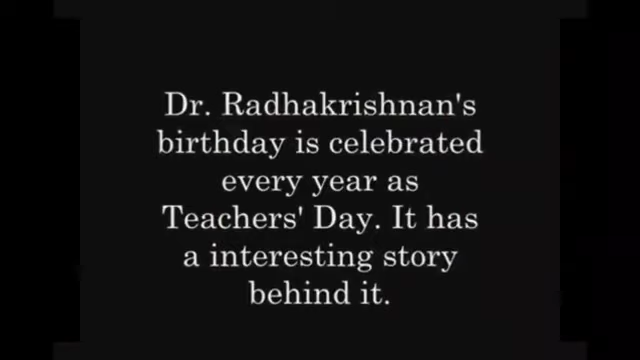 Dr. Radhakrishnan's
birthday is celebrated
every year as
Teachers' Day. It has
a interesting story
behind it.